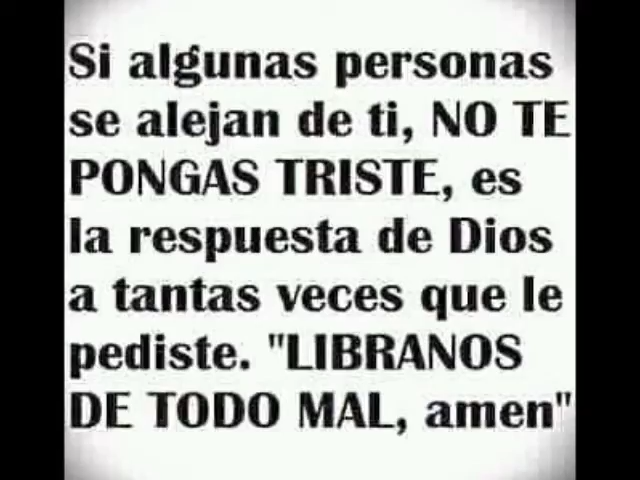 Si algunas personas
se alejan de ti, NO TE
PONGAS TRISTE, es
la respuesta de Dios
a tantas veces que le
pediste. "LIBRANOS
DE TODO MAL, amen"